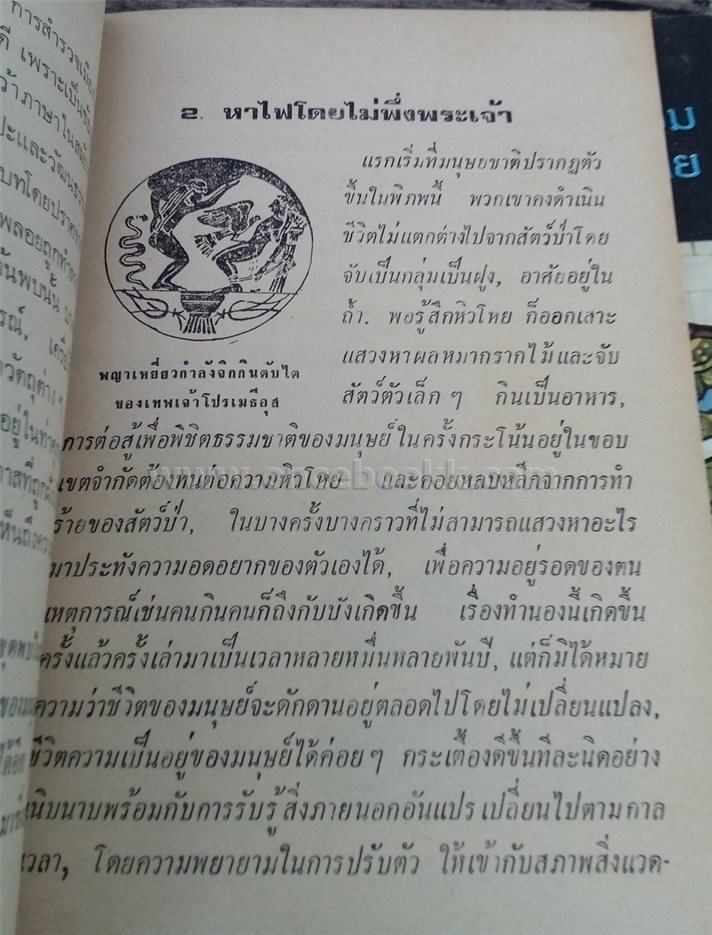 ๒. หาไฟโดยไม่พึ่งพระเจ้า
แรกเริ่มที่มนุษยชาติปรากฏตัว
ขึ้นในพิภพนี้ พวกเขาคงดำเนิน
ชีวิตไม่แตกต่างไปจากสัตว์ป่าโดย
จับเป็นกลุ่มเป็นฝูง, อาศัยอยู่ใน
ถ้ำ. พอรู้สึกหิวโหย ก็ออกเสาะ
แสวงหาผลหมากรากไม้และจับ
สัตว์ตัวเล็ก ๆ กินเป็นอาหาร,
พญาเหยี่ยวกำลังจิกกินตับไต
ของเทพเจ้าโปรเมธีอุส
การต่อสู้เพื่อพิชิตธรรมชาติของมนุษย์ในครั้งกระโน้นอยู่ในขอบ
เขตจำกัดต้องทนต่อความหิวโหย และคอยหลบหลีกจากการทำ
ร้ายของสัตว์ป่า, ในบางครั้งบางคราวที่ไม่สามารถแสวงหาอะไร
มาประทังความอดอยากของตัวเองได้, เพื่อความอยู่รอดของตน
เหตุการณ์เช่นคนกินคนก็ถึงกับบังเกิดขึ้น เรื่องทำนองนี้เกิดขึ้น
ครั้งแล้วครั้งเล่ามาเป็นเวลาหลายหมื่นหลายพันปี, แต่ก็มิได้หมาย
ความว่าชีวิตของมนุษย์จะดักดานอยู่ตลอดไปโดยไม่เปลี่ยนแปลง,
ชีวิตความเป็นอยู่ของมนุษย์ได้ค่อย ๆ กระเตื้องดีขึ้นทีละนิดอย่าง
เนิบนาบพร้อมกับการรับรู้สิ่งภายนอกอันแปรเปลี่ยนไปตามกาล
เวลา, โดยความพยายามในการปรับตัว ให้เข้ากับสภาพสิ่งแวด-